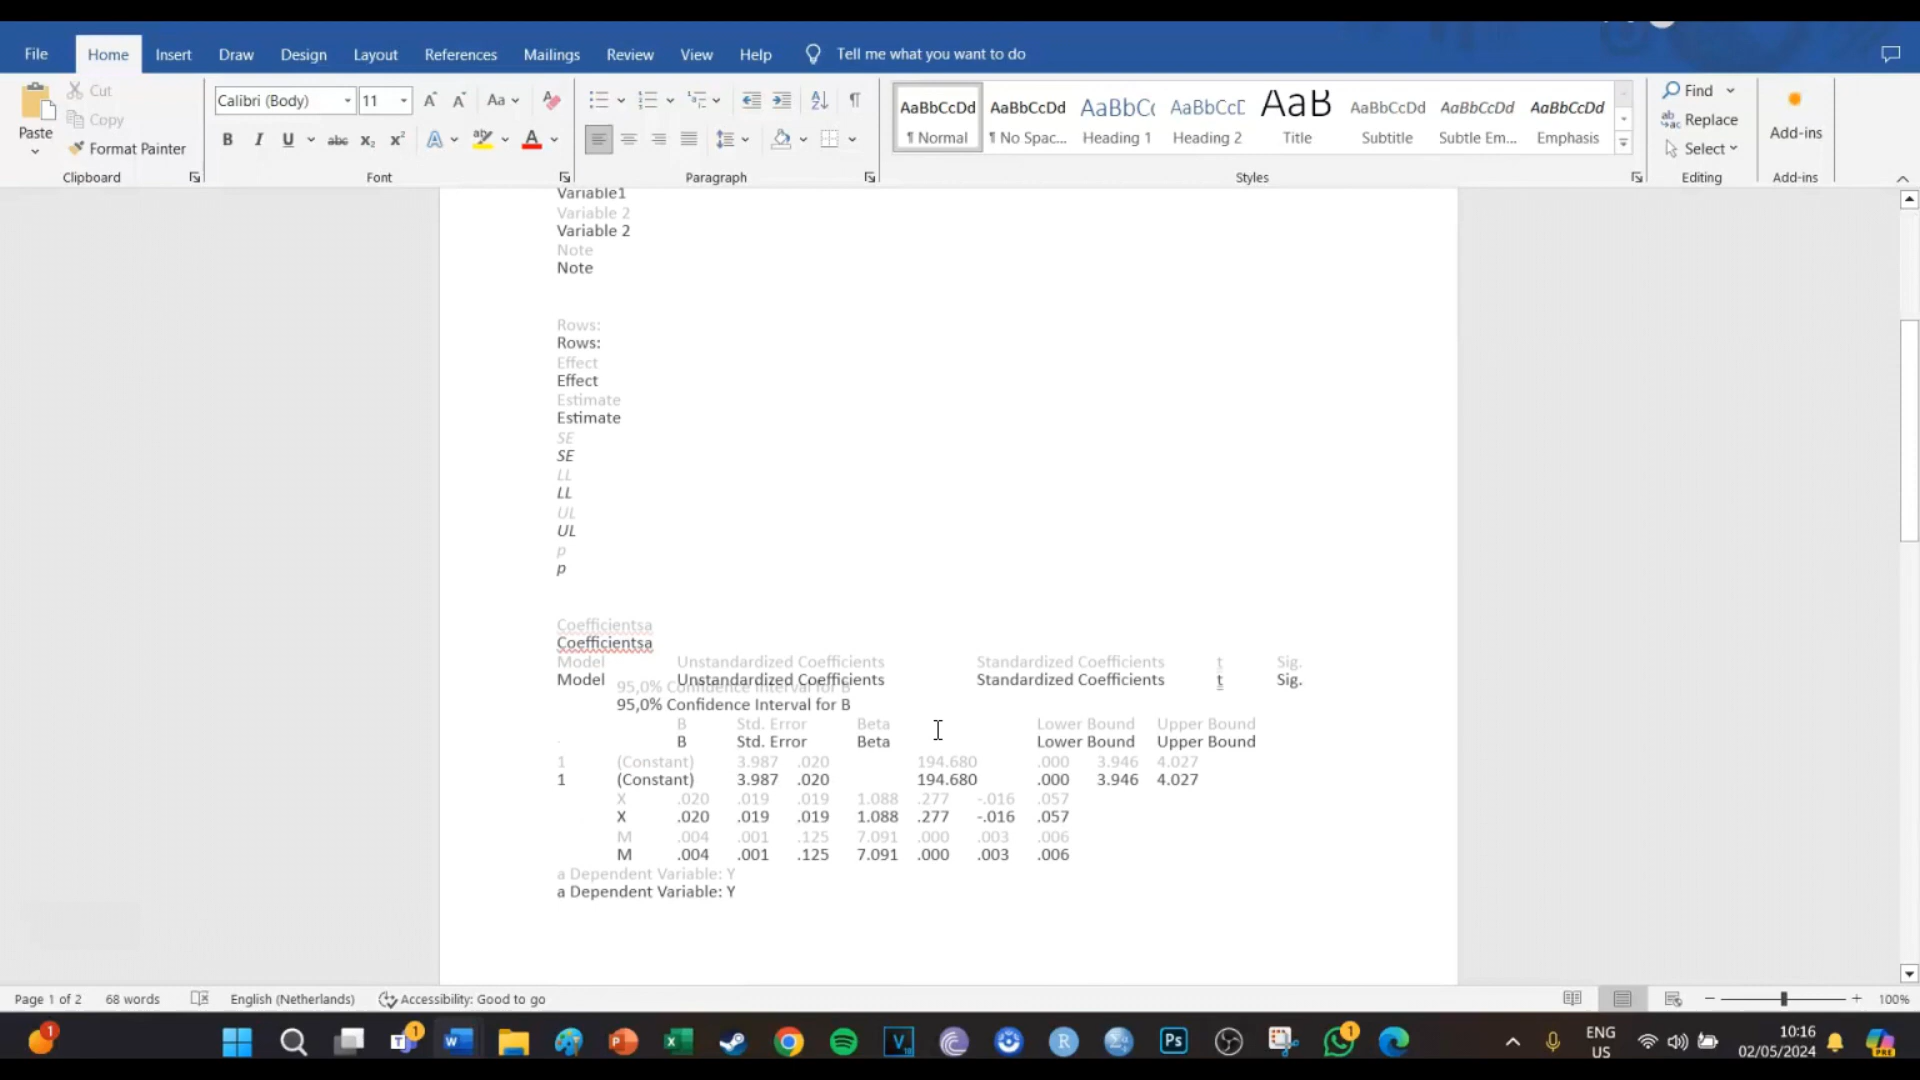 File Home Insert Draw Design Layout References Mailings Review View Help Tell me what you want to do
Paste
Cut
Copy
Format Painter
Clipboard
Calibri (Body) 11
Font
Paragraph
AaBbCcDd AaBbCcDd AaBbC AaBbCcD AaB AaBbCcDd AaBbCcDd AaBbCcDd
¶ Normal ¶ No Spac... Heading 1 Heading 2 Title Subtitle Subtle Em... Emphasis
Styles
Find
Replace
Select
Editing
Add-ins
Add-ins
Variable1
Variable 2
Variable 2
Note
Note
Rows:
Rows:
Effect
Effect
Estimate
Estimate
SE
SE
LL
LL
UL
UL
p
p
Coefficientsa
Coefficientsa
Model Unstandardized Coefficients Standardized Coefficients t Sig.
Model Unstandardized Coefficients Standardized Coefficients t Sig.
95,0% Confidence Interval for B
95,0% Confidence Interval for B
B Std. Error Beta Lower Bound Upper Bound
B Std. Error Beta Lower Bound Upper Bound
1 (Constant) 3.987 .020 194.680 .000 3.946 4.027
1 (Constant) 3.987 .020 194.680 .000 3.946 4.027
X .020 .019 .019 1.088 .277 -.016 .057
X .020 .019 .019 1.088 .277 -.016 .057
M .004 .001 .125 7.091 .000 .003 .006
M .004 .001 .125 7.091 .000 .003 .006
a Dependent Variable: Y
a Dependent Variable: Y
Page 1 of 2 68 words English (Netherlands) Accessibility: Good to go 100%
ENG
US
10:16
02/05/2024